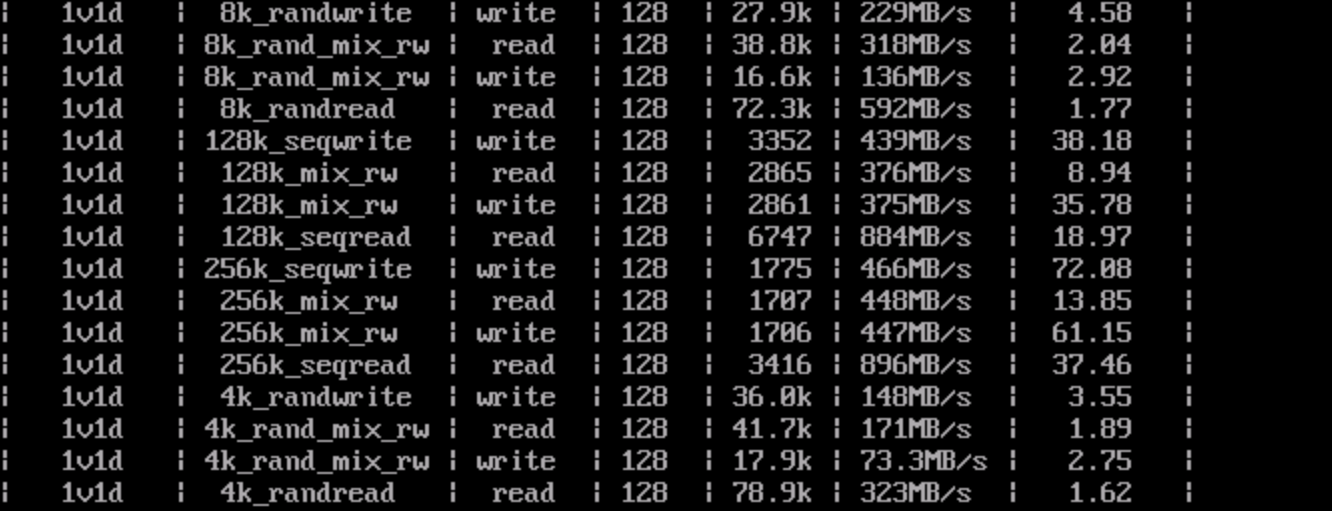 ¦ 1v1d ¦ 8k_randwrite ¦ write ¦ 128 ¦ 27.9k ¦ 229MB/s ¦ 4.58 ¦
¦ 1v1d ¦ 8k_rand_mix_rw ¦ read ¦ 128 ¦ 38.8k ¦ 318MB/s ¦ 2.04 ¦
¦ 1v1d ¦ 8k_rand_mix_rw ¦ write ¦ 128 ¦ 16.6k ¦ 136MB/s ¦ 2.92 ¦
¦ 1v1d ¦ 8k_randread ¦ read ¦ 128 ¦ 72.3k ¦ 592MB/s ¦ 1.77 ¦
¦ 1v1d ¦ 128k_seqwrite ¦ write ¦ 128 ¦ 3352 ¦ 439MB/s ¦ 38.18 ¦
¦ 1v1d ¦ 128k_mix_rw ¦ read ¦ 128 ¦ 2865 ¦ 376MB/s ¦ 8.94 ¦
¦ 1v1d ¦ 128k_mix_rw ¦ write ¦ 128 ¦ 2861 ¦ 375MB/s ¦ 35.78 ¦
¦ 1v1d ¦ 128k_seqread ¦ read ¦ 128 ¦ 6747 ¦ 884MB/s ¦ 18.97 ¦
¦ 1v1d ¦ 256k_seqwrite ¦ write ¦ 128 ¦ 1775 ¦ 466MB/s ¦ 72.08 ¦
¦ 1v1d ¦ 256k_mix_rw ¦ read ¦ 128 ¦ 1707 ¦ 448MB/s ¦ 13.85 ¦
¦ 1v1d ¦ 256k_mix_rw ¦ write ¦ 128 ¦ 1706 ¦ 447MB/s ¦ 61.15 ¦
¦ 1v1d ¦ 256k_seqread ¦ read ¦ 128 ¦ 3416 ¦ 896MB/s ¦ 37.46 ¦
¦ 1v1d ¦ 4k_randwrite ¦ write ¦ 128 ¦ 36.0k ¦ 148MB/s ¦ 3.55 ¦
¦ 1v1d ¦ 4k_rand_mix_rw ¦ read ¦ 128 ¦ 41.7k ¦ 171MB/s ¦ 1.89 ¦
¦ 1v1d ¦ 4k_rand_mix_rw ¦ write ¦ 128 ¦ 17.9k ¦ 73.3MB/s ¦ 2.75 ¦
¦ 1v1d ¦ 4k_randread ¦ read ¦ 128 ¦ 78.9k ¦ 323MB/s ¦ 1.62 ¦